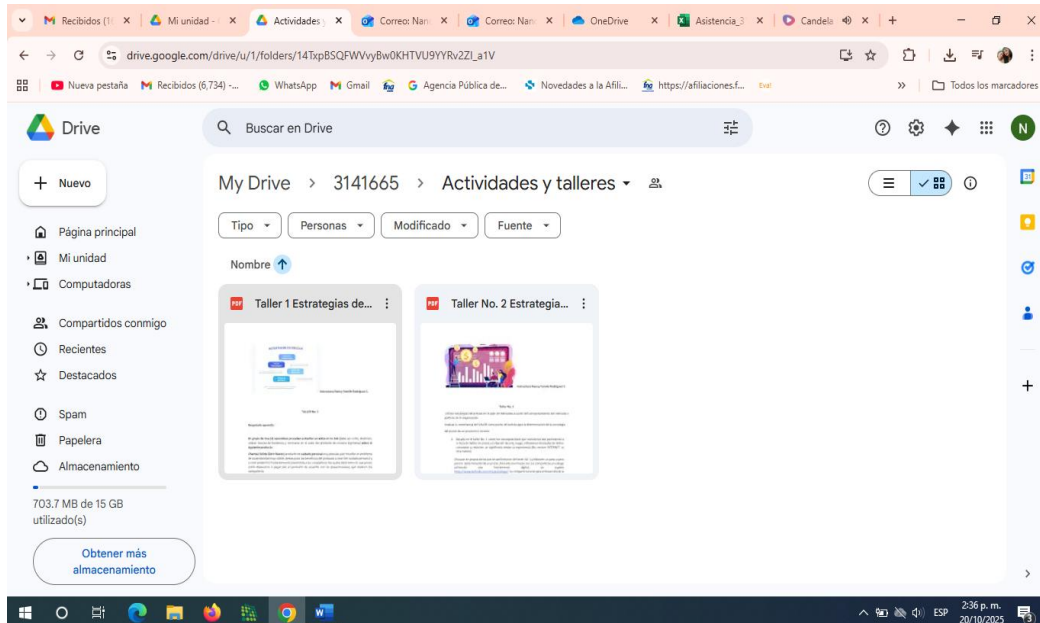 Recibidos (1
Mi unidad -
Actividades y
Correo: Nan
Correo: Nan
OneDrive
Asistencia_3
Candela
drive.google.com/drive/u/1/folders/14TxpBSQFWVvyBw0KHTVU9YYRv2ZI_a1V
Nueva pestaña
Recibidos (6,734) -...
WhatsApp
Gmail
Agencia Pública de...
Novedades a la Afili...
https://afiliaciones.f...
Todos los marcadores
Drive
Buscar en Drive
N
Nuevo
My Drive > 3141665 > Actividades y talleres
Tipo
Personas
Modificado
Fuente
Página principal
Mi unidad
Computadoras
Compartidos conmigo
Recientes
Destacados
Spam
Papelera
Almacenamiento
703.7 MB de 15 GB
utilizado(s)
Obtener más
almacenamiento
Nombre
PDF Taller 1 Estrategias de...
PDF Taller No. 2 Estrategia...
31
ESP
2:36 p. m.
20/10/2025